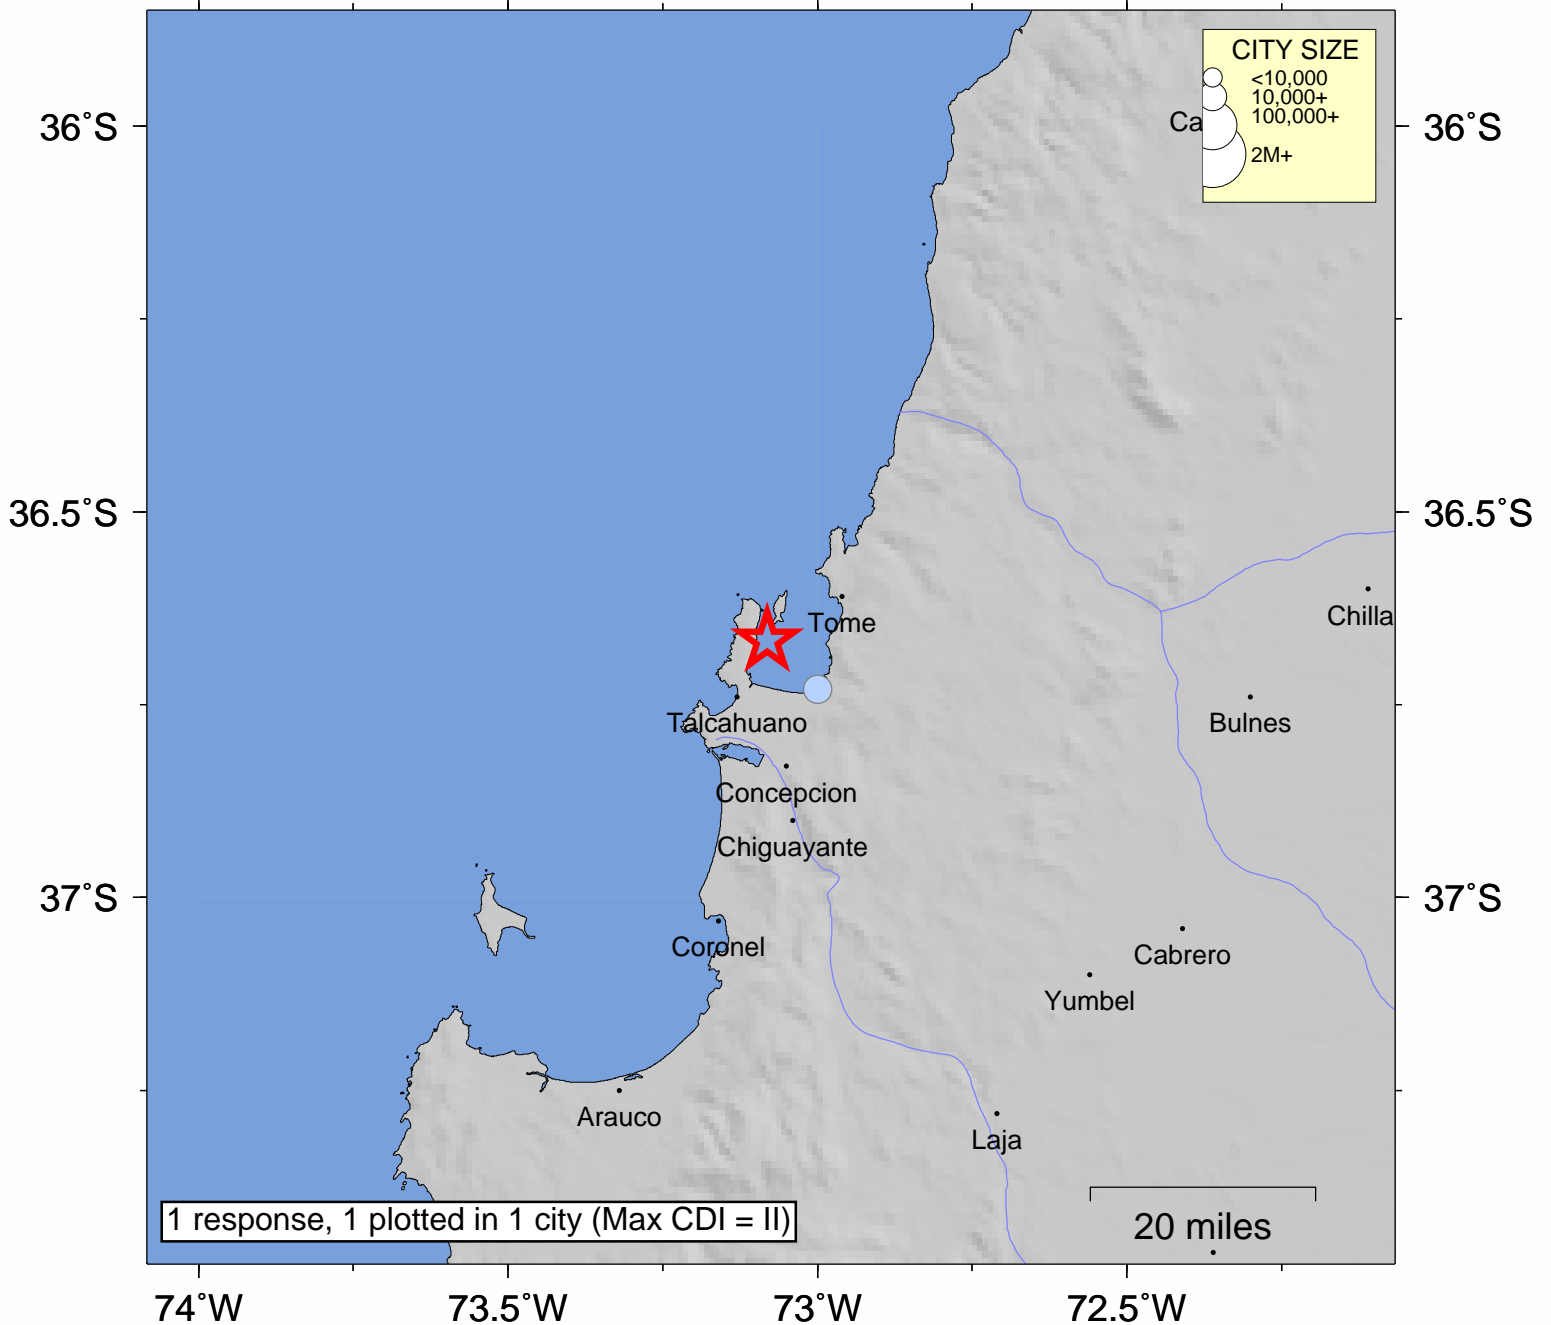 CITY SIZE
<10,000
10,000+
100,000+
2M+
36°S
Ca
36°S
36.5°S
36.5°S
Tome
Chilla
Talcahuano
Bulnes
Concepcion
Chiguayante
37°S
37°S
Coronel
Cabrero
Yumbel
Arauco
Laja
1 response, 1 plotted in 1 city (Max CDI = II)
20 miles
74°W
73.5°W
73°W
72.5°W